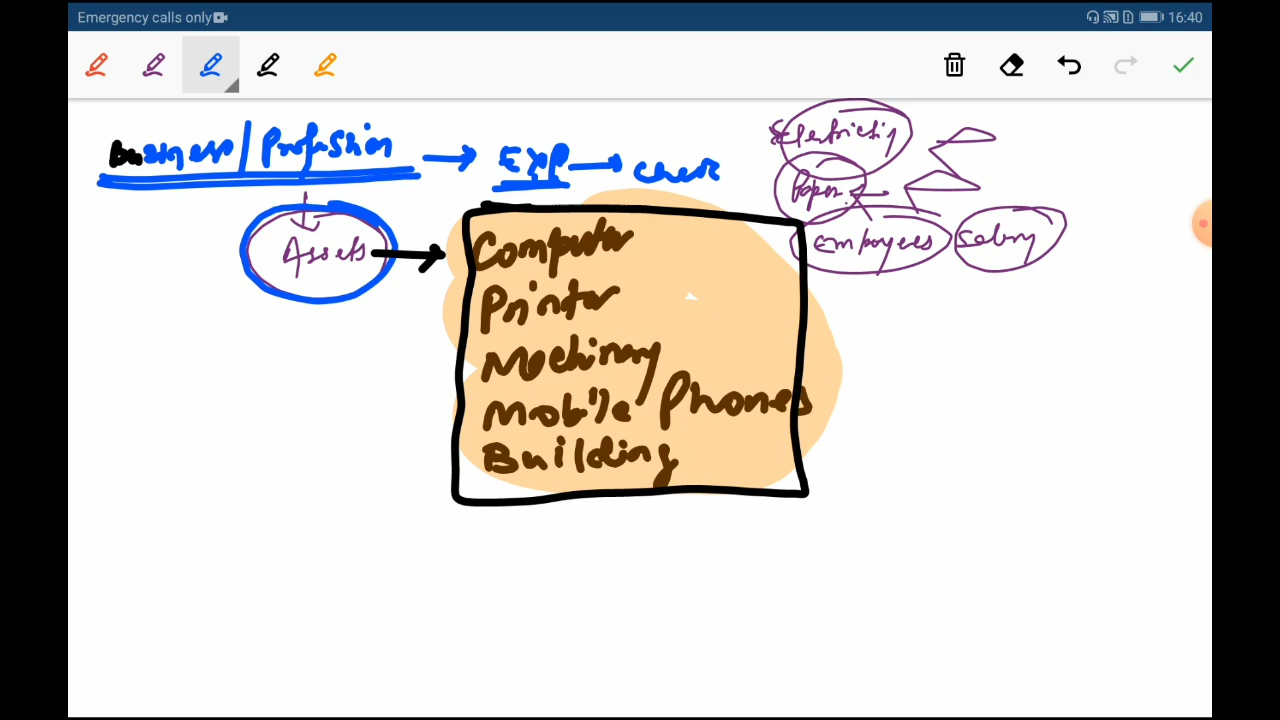 Emergency calls only
16:40
Business/Profession → Exp →
Electricity
Paper
Employees Salary
Assets →
Computer
Printer
Machinery
Mobile Phones
Building